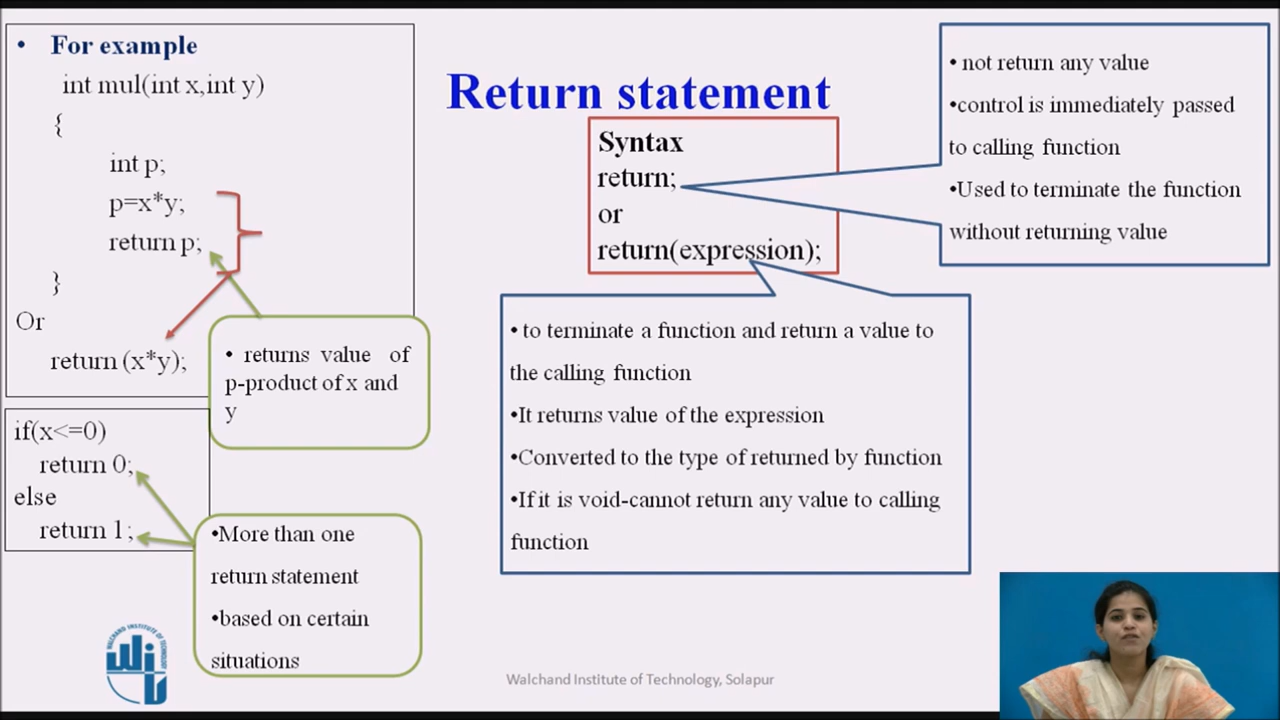 • For example
int mul(int x,int y)
{
int p;
p=x*y;
return p;
}
Or
return (x*y);
• returns value of
p-product of x and
y
if(x<=0)
return 0;
else
return 1;
•More than one
return statement
•based on certain
situations
Return statement
Syntax
return;
or
return(expression);
• not return any value
•control is immediately passed
to calling function
•Used to terminate the function
without returning value
• to terminate a function and return a value to
the calling function
•It returns value of the expression
•Converted to the type of returned by function
•If it is void-cannot return any value to calling
function
WALCHAND INSTITUTE OF TECHNOLOGY
WIT
Walchand Institute of Technology, Solapur